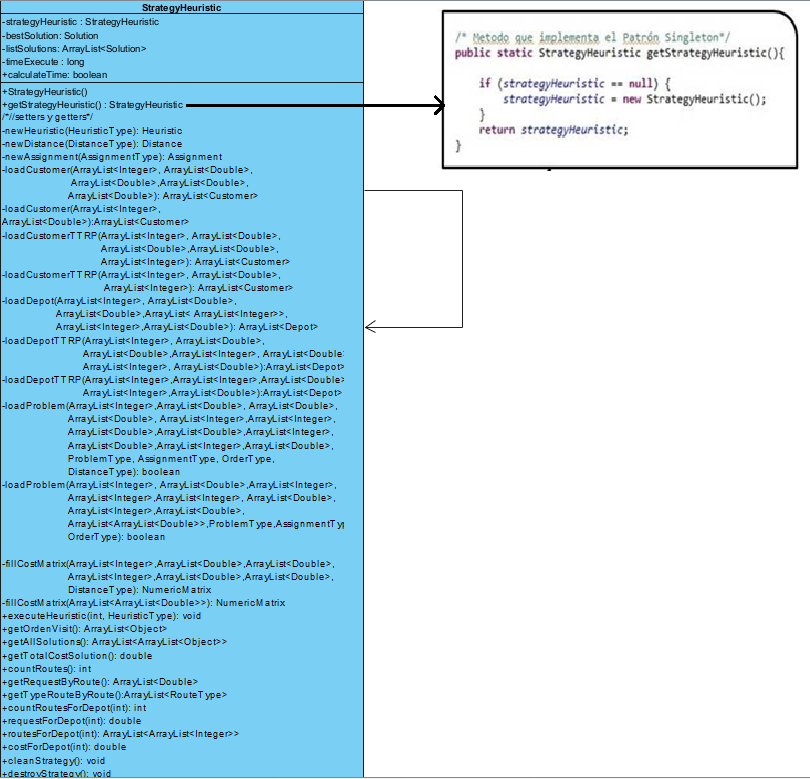 StrategyHeuristic
-strategyHeuristic : StrategyHeuristic
-bestSolution: Solution
-listSolutions: ArrayList<Solution>
-timeExecute : long
+calculateTime: boolean
+StrategyHeuristic()
+getStrategyHeuristic() : StrategyHeuristic
/*//setters y getters*/
-newHeuristic(HeuristicType): Heuristic
-newDistance(DistanceType): Distance
-newAssignment(AssignmentType): Assignment
-loadCustomer(ArrayList<Integer>, ArrayList<Double>,
ArrayList<Double>,ArrayList<Double>,
ArrayList<Double>): ArrayList<Customer>
-loadCustomer(ArrayList<Integer>,
ArrayList<Double>):ArrayList<Customer>
-loadCustomerTTRP(ArrayList<Integer>, ArrayList<Double>,
ArrayList<Double>,ArrayList<Double>,
ArrayList<Integer>): ArrayList<Customer>
-loadCustomerTTRP(ArrayList<Integer>, ArrayList<Double>,
ArrayList<Integer>): ArrayList<Customer>
-loadDepot(ArrayList<Integer>, ArrayList<Double>,
ArrayList<Double>,ArrayList< ArrayList<Integer>>,
ArrayList<Integer>,ArrayList<Double>): ArrayList<Depot>
-loadDepotTTRP(ArrayList<Integer>, ArrayList<Double>,
ArrayList<Double>,ArrayList<Integer>, ArrayList<Double>
ArrayList<Integer>, ArrayList<Double>):ArrayList<Depot>
-loadDepotTTRP(ArrayList<Integer>,ArrayList<Integer>,ArrayList<Double>
ArrayList<Integer>,ArrayList<Double>):ArrayList<Depot>
-loadProblem(ArrayList<Integer>,ArrayList<Double>, ArrayList<Double>,
ArrayList<Double>, ArrayList<Integer>,ArrayList<Integer>,
ArrayList<Double>,ArrayList<Double>,ArrayList<Integer>,
ArrayList<Double>,ArrayList<Integer>,ArrayList<Double>,
ProblemType, AssignmentType, OrderType,
DistanceType): boolean
-loadProblem(ArrayList<Integer>, ArrayList<Double>,ArrayList<Integer>,
ArrayList<Integer>,ArrayList<Integer>, ArrayList<Double>,
ArrayList<Integer>,ArrayList<Double>,
ArrayList<ArrayList<Double>>,ProblemType,AssignmentTyp
OrderType): boolean
-fillCostMatrix(ArrayList<Integer>,ArrayList<Double>,ArrayList<Double>,
ArrayList<Integer>,ArrayList<Double>,ArrayList<Double>,
DistanceType): NumericMatrix
-fillCostMatrix(ArrayList<ArrayList<Double>>): NumericMatrix
+executeHeuristic(int, HeuristicType): void
+getOrdenVisit(): ArrayList<Object>
+getAllSolutions(): ArrayList<ArrayList<Object>>
+getTotalCostSolution(): double
+countRoutes(): int
+getRequestByRoute(): ArrayList<Double>
+getTypeRouteByRoute():ArrayList<RouteType>
+countRoutesForDepot(int): int
+requestForDepot(int): double
+routesForDepot(int): ArrayList<ArrayList<Integer>>
+costForDepot(int): double
+cleanStrategy(): void
+destroyStrategy(): void
/* Metodo que implementa el Patrón Singleton*/
public static StrategyHeuristic getStrategyHeuristic(){
if (strategyHeuristic == null) {
strategyHeuristic = new StrategyHeuristic();
}
return strategyHeuristic;
}